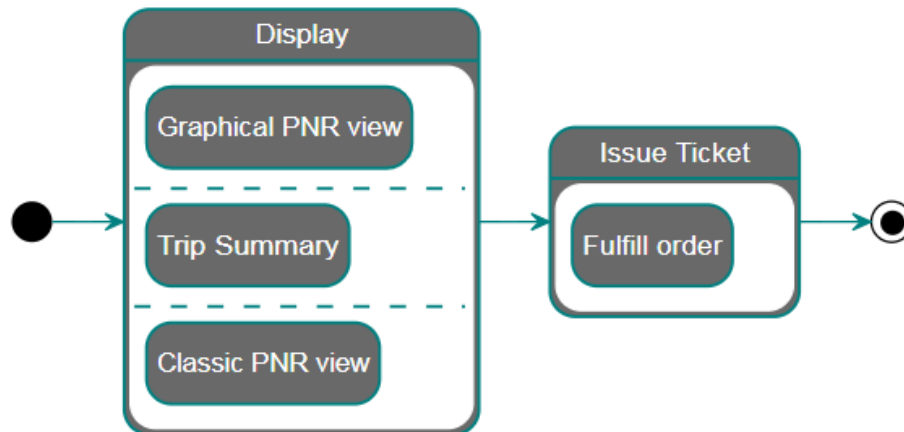 Display
Graphical PNR view
Trip Summary
Classic PNR view
Issue Ticket
Fulfill order